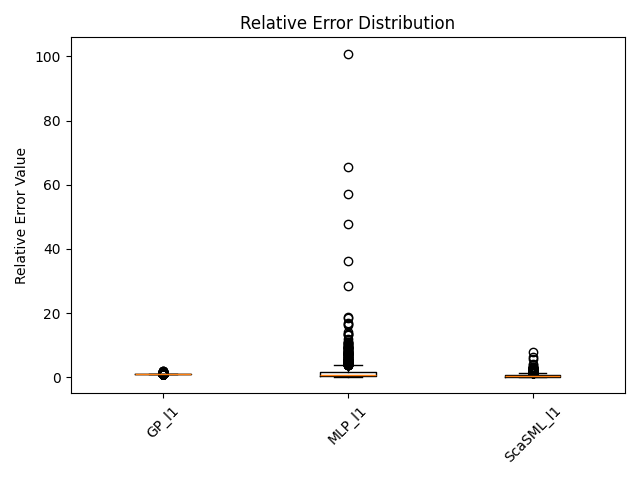 Relative Error Distribution
Relative Error Value
100
80
60
40
20
0
GP_l1
MLP_l1
ScaSML_l1